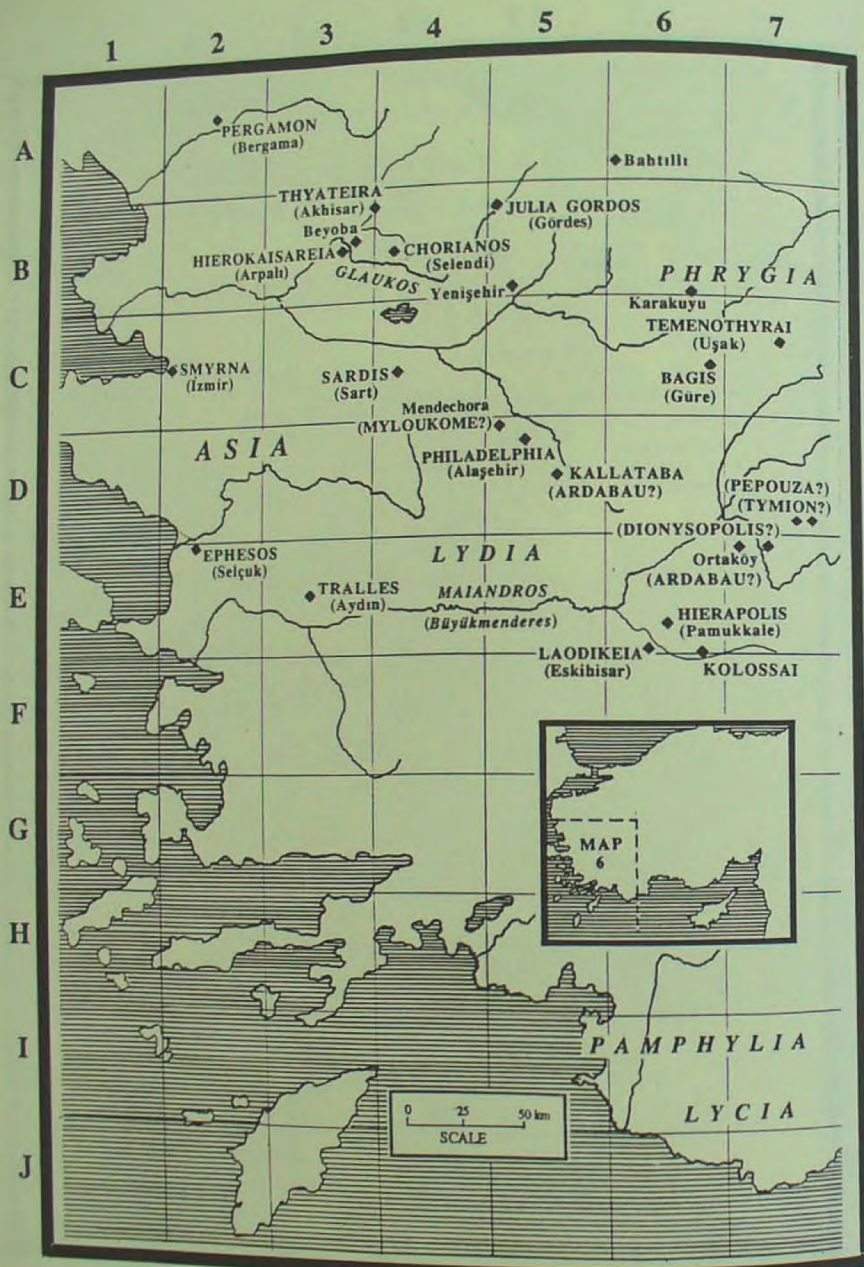 1 2 3 4 5 6 7
A
PERGAMON
(Bergama)
Bahtıllı
THYATEIRA
(Akhisar)
JULIA GORDOS
(Gördes)
Beyoba
B
HIEROKAISAREIA
(Arpalı)
CHORIANOS
(Selendi)
GLAUKOS
Yenişehir
PHRYGIA
Karakuyu
TEMENOTHYRAI
(Uşak)
C
SMYRNA
(İzmir)
SARDIS
(Sart)
BAGIS
(Güre)
Mendechora
(MYLOUKOME?)
ASIA
PHILADELPHIA
(Alaşehir)
D
KALLATABA
(ARDABAU?)
(PEPOUZA?)
(TYMION?)
(DIONYSOPOLIS?)
EPHESOS
(Selçuk)
LYDIA
Ortaköy
(ARDABAU?)
E
TRALLES
(Aydın)
MAIANDROS
(Büyükmenderes)
HIERAPOLIS
(Pamukkale)
LAODIKEIA
(Eskihisar)
KOLOSSAI
F
G
MAP
6
H
I
PAMPHYLIA
LYCIA
0 25 50 km
SCALE
J